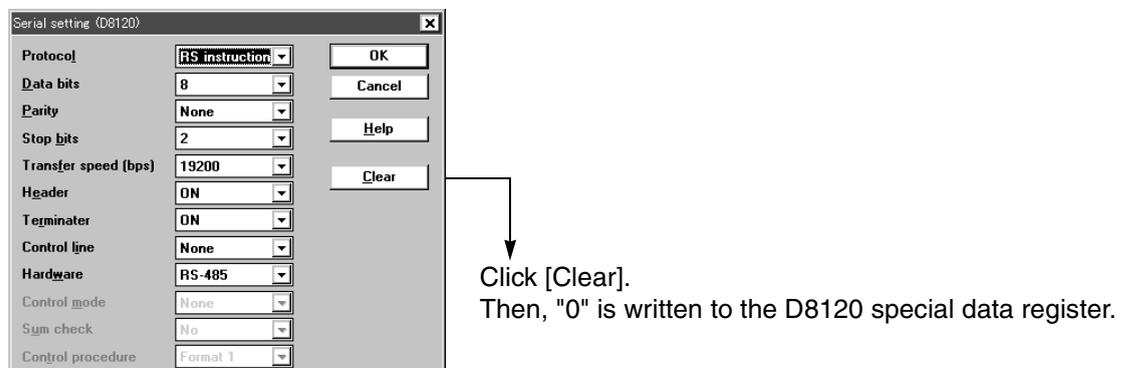 Serial setting (D8120)
Protocol RS instruction OK
Data bits 8 Cancel
Parity None
Help
Stop bits 2
Transfer speed (bps) 19200
Clear
Header ON
Terminater ON
Control line None
Hardware RS-485
Click [Clear].
Control mode None
Then, "0" is written to the D8120 special data register.
Sum check No
Control procedure Format 1